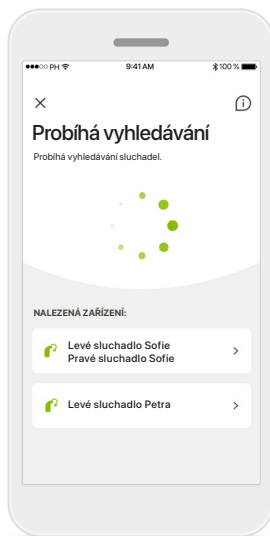 PH 9:41 AM 100 %
Probíhá vyhledávání
Probíhá vyhledávání sluchadel.
NALEZENÁ ZAŘÍZENÍ:
Levé sluchadlo Sofie
Pravé sluchadlo Sofie
Levé sluchadlo Petra